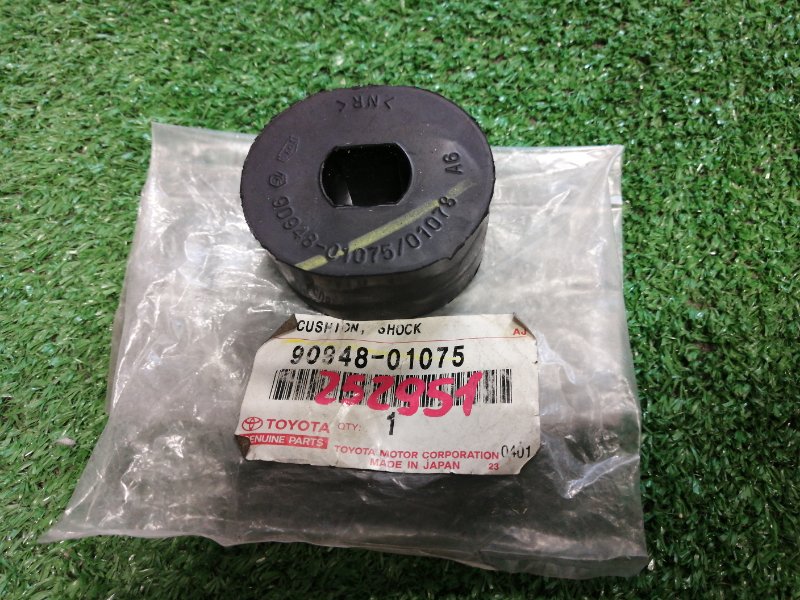 >NR<
90948-01075/01078 A6
CUSHION, SHOCK AJ
90948-01075
252951
TOYOTA QTY: 1
GENUINE PARTS
TOYOTA MOTOR CORPORATION 0401
MADE IN JAPAN 23